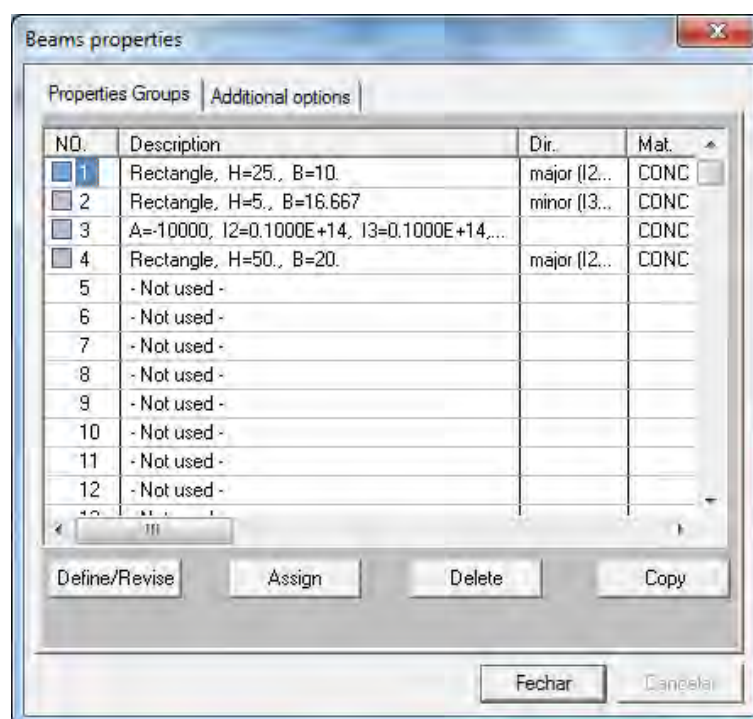 Beams properties
Properties Groups Additional options
NO. Description Dir. Mat.
1 Rectangle, H=25., B=10. major (I2... CONC
2 Rectangle, H=5., B=16.667 minor (I3... CONC
3 A=-10000, I2=0.1000E+14, I3=0.1000E+14,... CONC
4 Rectangle, H=50., B=20. major (I2... CONC
5 - Not used -
6 - Not used -
7 - Not used -
8 - Not used -
9 - Not used -
10 - Not used -
11 - Not used -
12 - Not used -
Define/Revise Assign Delete Copy
Fechar Cancelar